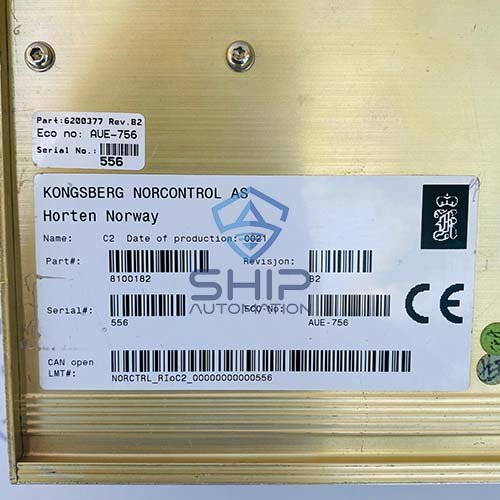 Part:6200377 Rev.B2
Eco no: AUE-756
Serial No.:
556
KONGSBERG NORCONTROL AS
Horten Norway
Name: C2 Date of production: 0021
Part#: Revisjon:
8100182 B2
SHIP
AUTOMATION
Serial#: ECO-No:
556 AUE-756
CE
CAN open
LMT#:
NORCTRL_RIoC2_00000000000556